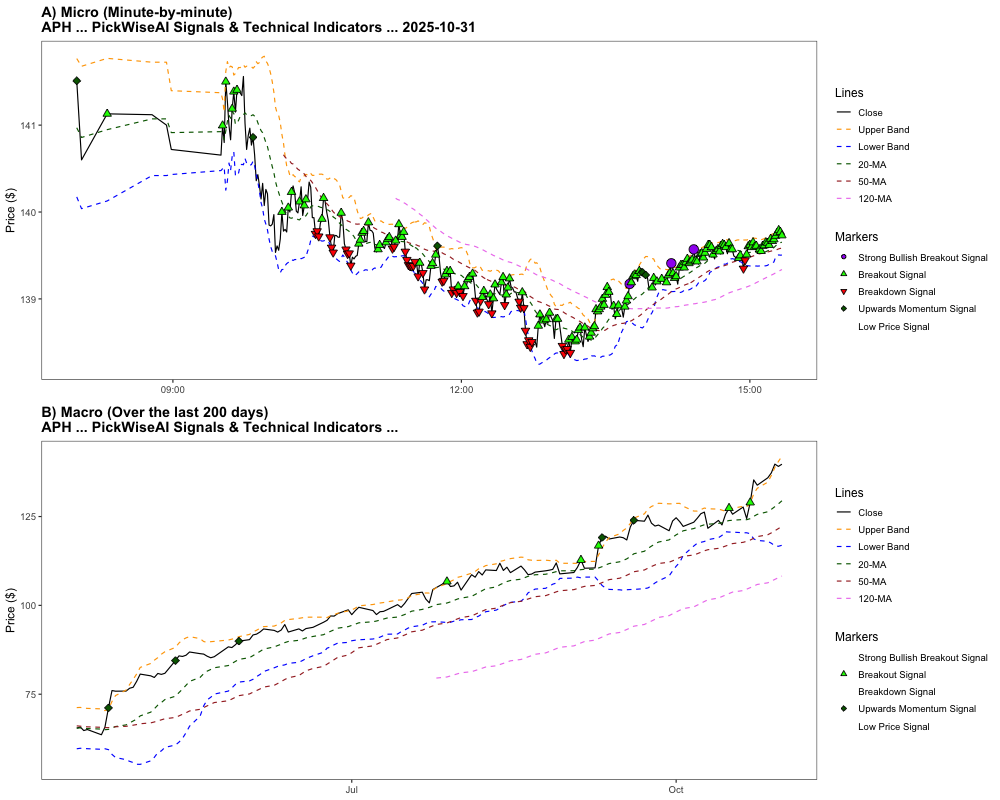 A) Micro (Minute-by-minute)
APH ... PickWiseAI Signals & Technical Indicators ... 2025-10-31
Price ($)
141
140
139
09:00
12:00
15:00
Lines
Close
Upper Band
Lower Band
20-MA
50-MA
120-MA
Markers
Strong Bullish Breakout Signal
Breakout Signal
Breakdown Signal
Upwards Momentum Signal
Low Price Signal
B) Macro (Over the last 200 days)
APH ... PickWiseAI Signals & Technical Indicators ...
Price ($)
125
100
75
Jul
Oct
Lines
Close
Upper Band
Lower Band
20-MA
50-MA
120-MA
Markers
Strong Bullish Breakout Signal
Breakout Signal
Breakdown Signal
Upwards Momentum Signal
Low Price Signal